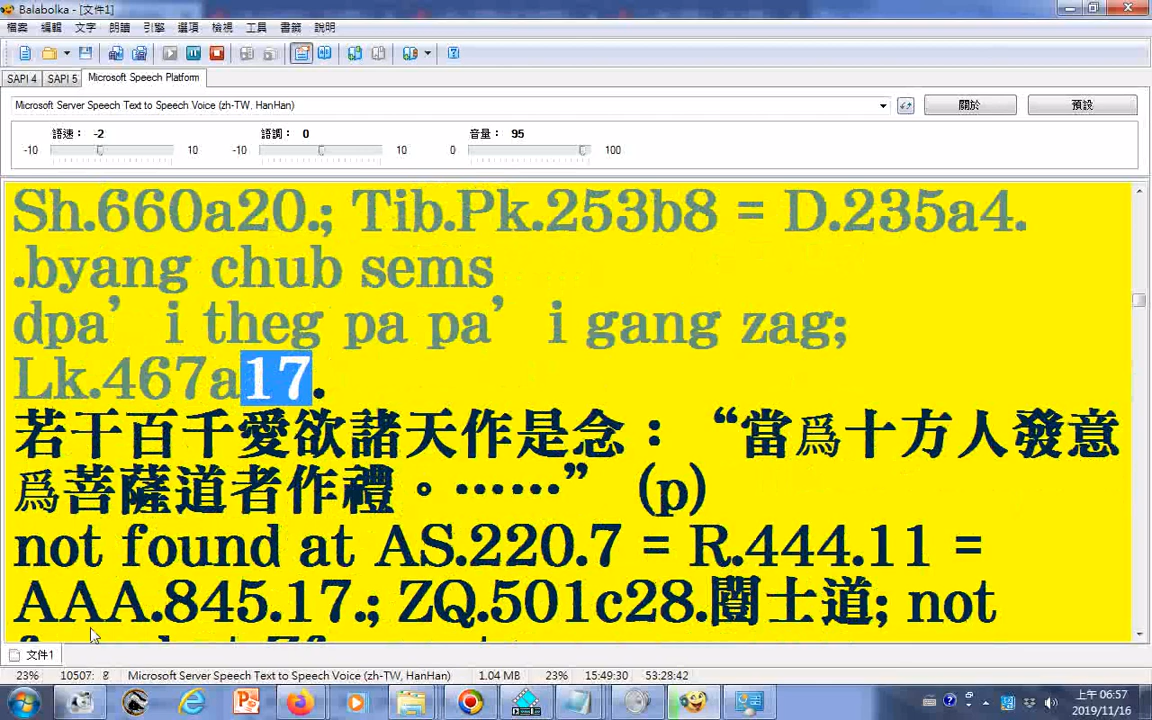 Balabolka - [文件1]
檔案 編輯 文字 朗讀 引擎 選項 檢視 工具 書籤 說明
SAPI 4 SAPI 5 Microsoft Speech Platform
Microsoft Server Speech Text to Speech Voice (zh-TW, HanHan) 關於 預設
語速： -2 語調： 0 音量： 95
-10 10 -10 10 0 100
Sh.660a20.; Tib.Pk.253b8 = D.235a4.
.byang chub sems
dpa’ i theg pa pa’ i gang zag;
Lk.467a17.
若干百千愛欲諸天作是念：“當爲十方人發意
爲菩薩道者作禮。……” (p)
not found at AS.220.7 = R.444.11 =
AAA.845.17.; ZQ.501c28.闓士道; not
文件1
23% 10507: 8 Microsoft Server Speech Text to Speech Voice (zh-TW, HanHan) 1.04 MB 23% 15:49:30 53:28:42
上午 06:57
2019/11/16